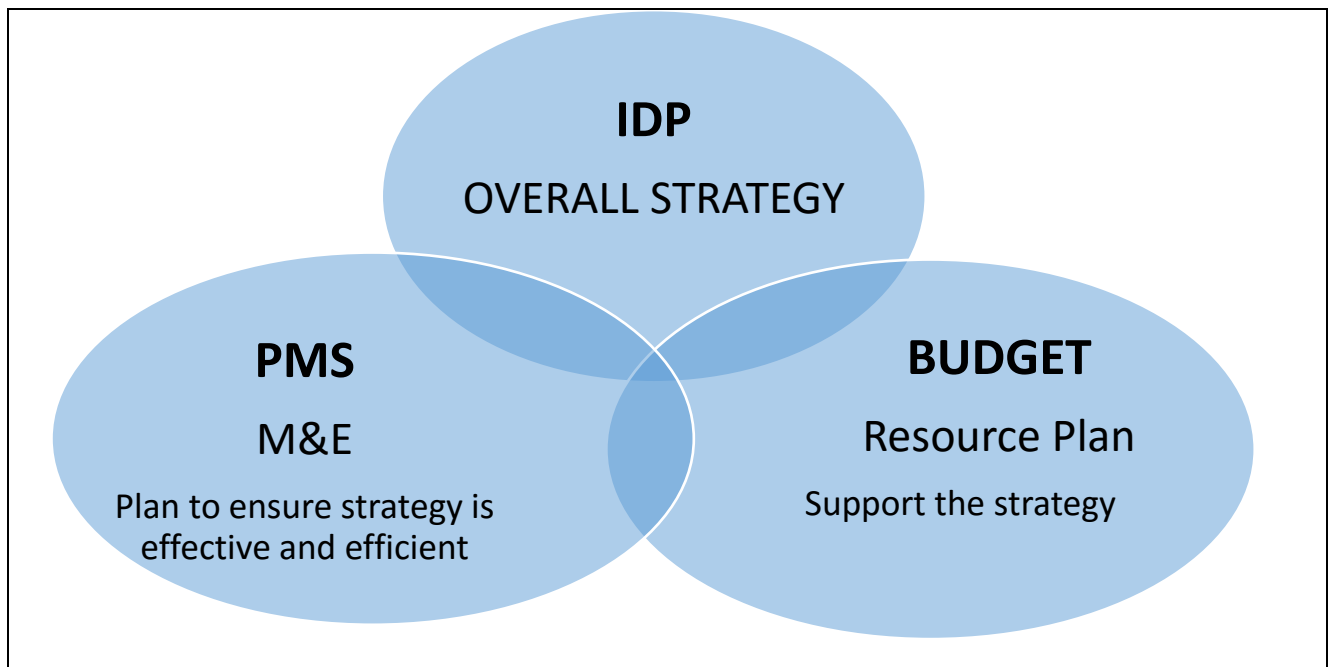 IDP
OVERALL STRATEGY
PMS
M&E
Plan to ensure strategy is
effective and efficient
BUDGET
Resource Plan
Support the strategy